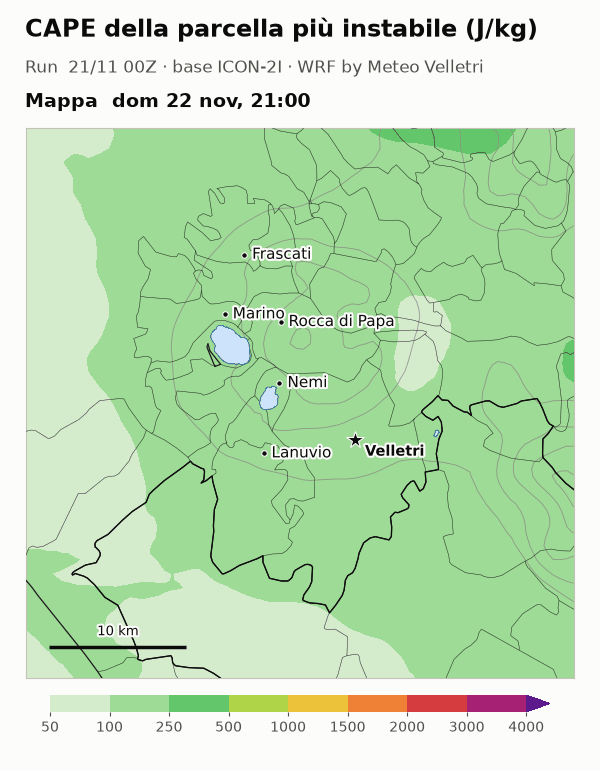 CAPE della parcella più instabile (J/kg)
Run  21/11 00Z · base ICON-2I · WRF by Meteo Velletri
Mappa  dom 22 nov, 21:00
Frascati
Marino
Rocca di Papa
Nemi
Velletri
Lanuvio
10 km
50 100 250 500 1000 1500 2000 3000 4000